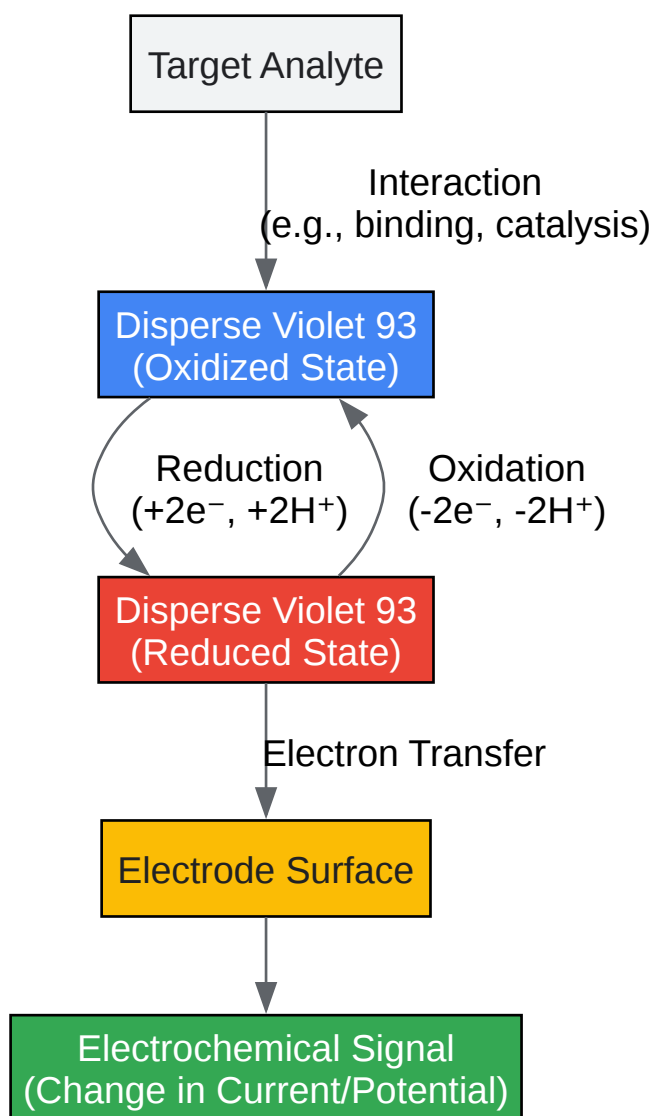 Target Analyte
Interaction
(e.g., binding, catalysis)
Disperse Violet 93
(Oxidized State)
Reduction
(+2e⁻, +2H⁺)
Oxidation
(-2e⁻, -2H⁺)
Disperse Violet 93
(Reduced State)
Electron Transfer
Electrode Surface
Electrochemical Signal
(Change in Current/Potential)